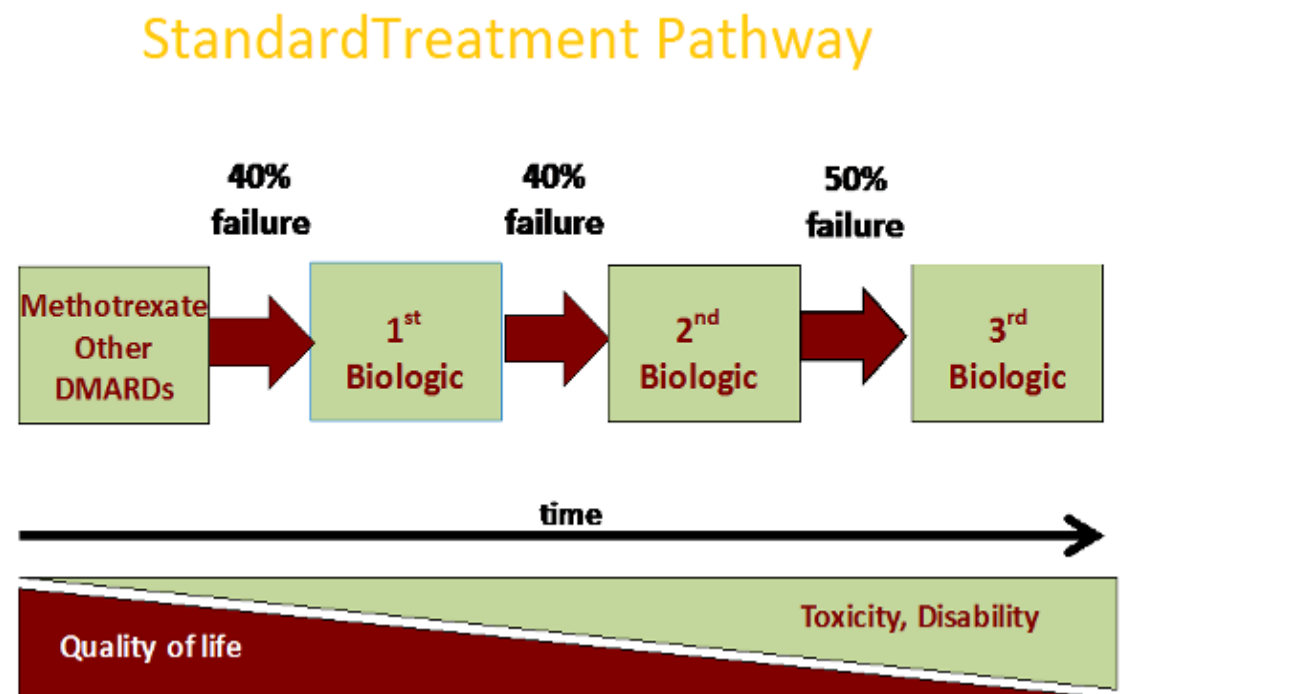 StandardTreatment Pathway
40%
failure
40%
failure
50%
failure
Methotrexate
Other
DMARDs
1st
Biologic
2nd
Biologic
3rd
Biologic
time
Toxicity, Disability
Quality of life